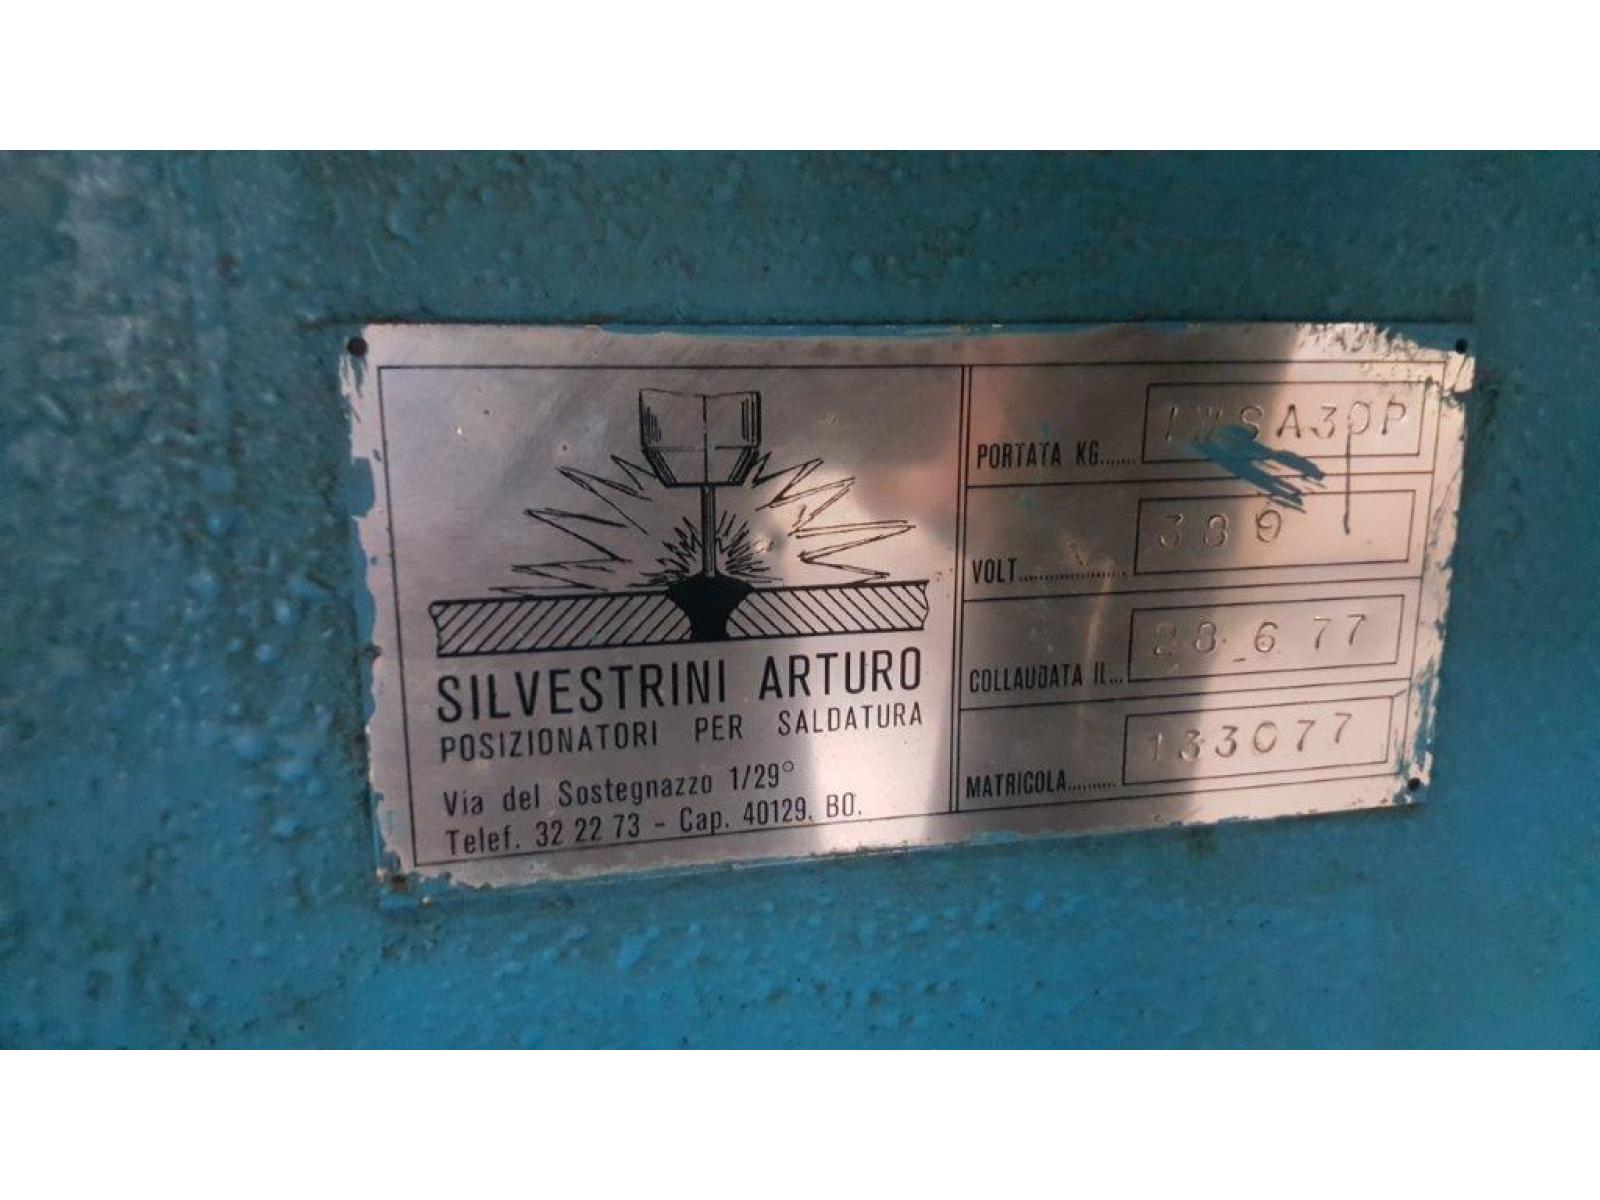 SILVESTRINI ARTURO
POSIZIONATORI PER SALDATURA
Via del Sostegnazzo 1/29°
Telef. 32 22 73 - Cap. 40129. BO.
PORTATA KG.......
VOLT...................... 380
COLLAUDATA IL... 28.6 77
MATRICOLA.......... 133077